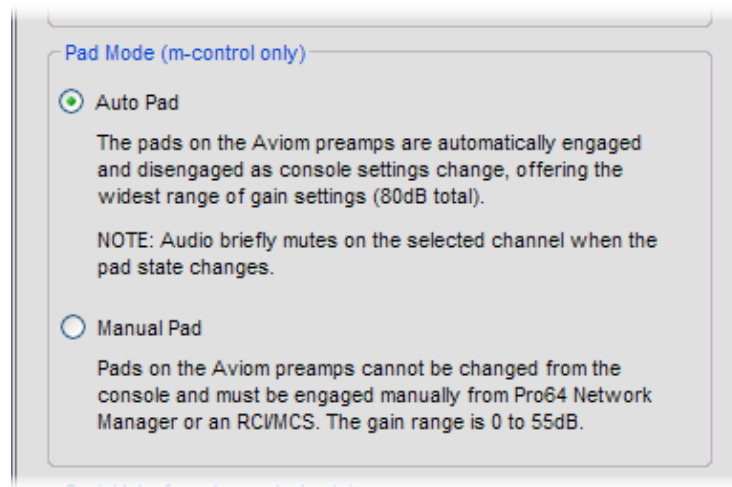 Pad Mode (m-control only)
Auto Pad
The pads on the Aviom preamps are automatically engaged
and disengaged as console settings change, offering the
widest range of gain settings (80dB total).
NOTE: Audio briefly mutes on the selected channel when the
pad state changes.
Manual Pad
Pads on the Aviom preamps cannot be changed from the
console and must be engaged manually from Pro64 Network
Manager or an RCI/MCS. The gain range is 0 to 55dB.